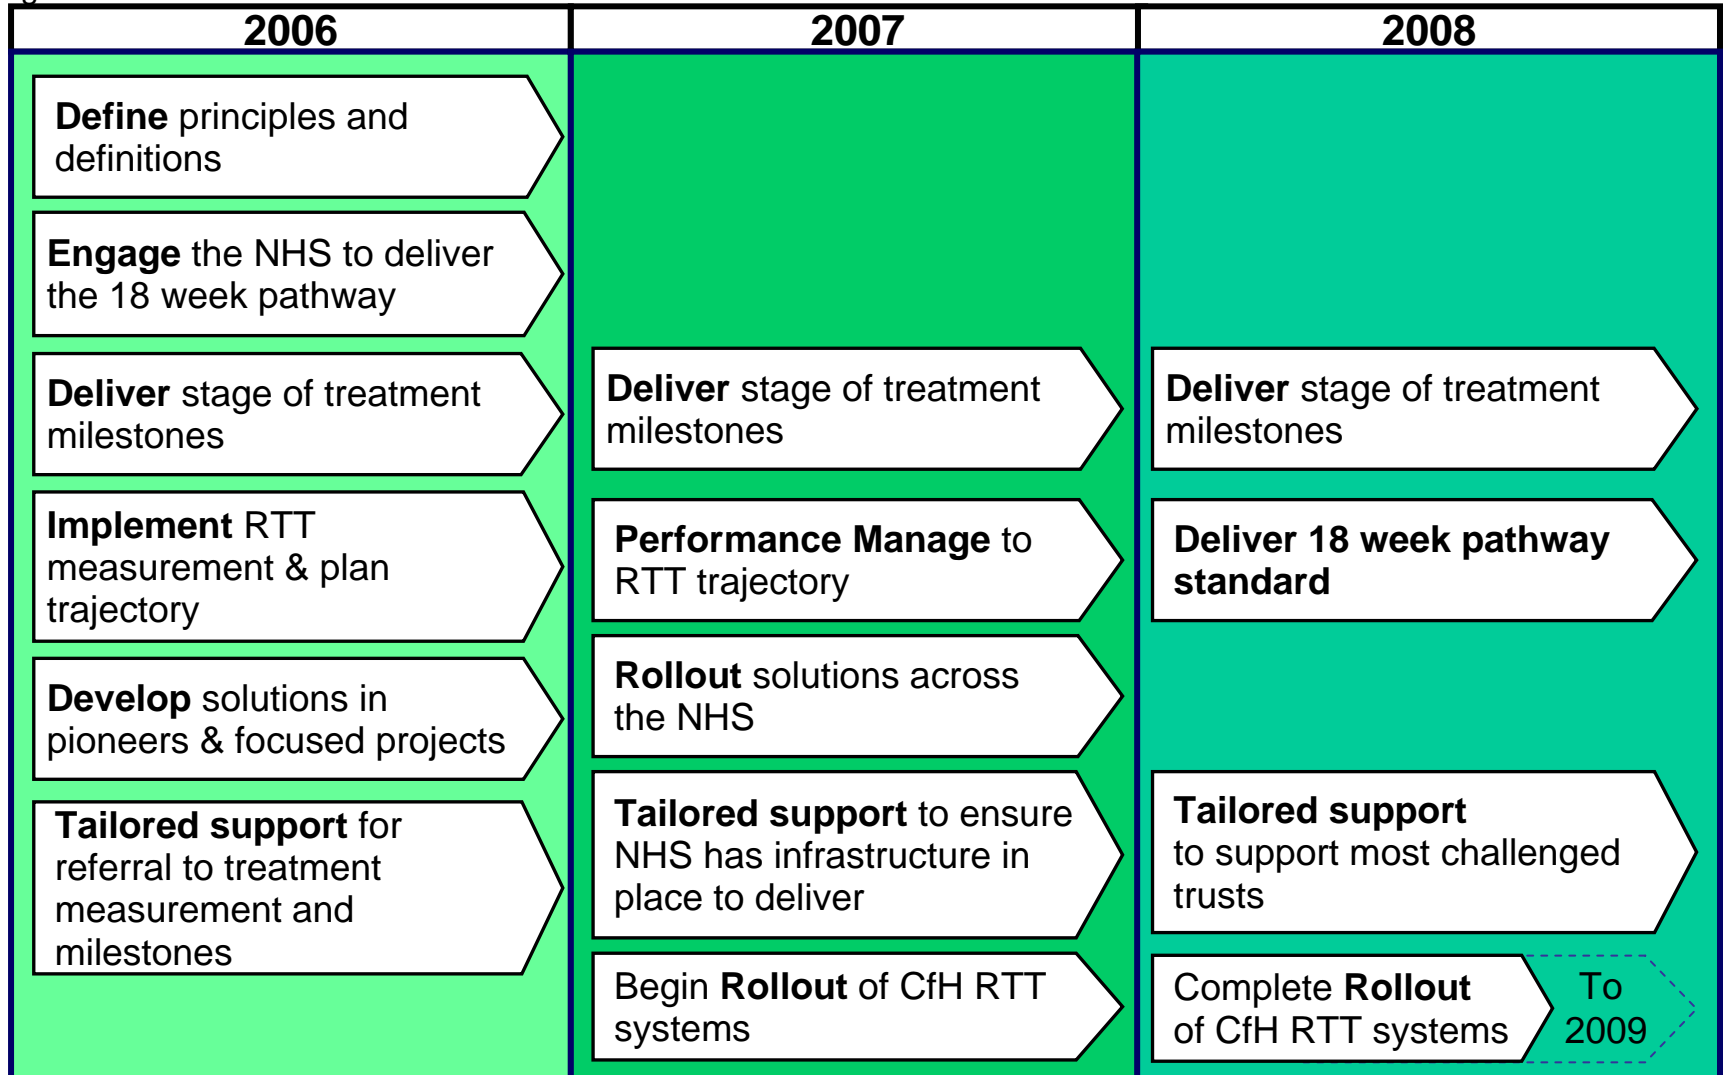 2006
Define principles and
definitions
Engage the NHS to deliver
the 18 week pathway
Deliver stage of treatment
milestones
Implement RTT
measurement & plan
trajectory
Develop solutions in
pioneers & focused projects
Tailored support for
referral to treatment
measurement and
milestones
2007
Deliver stage of treatment
milestones
Performance Manage to
RTT trajectory
Rollout solutions across
the NHS
Tailored support to ensure
NHS has infrastructure in
place to deliver
Begin Rollout of CfH RTT
systems
2008
Deliver stage of treatment
milestones
Deliver 18 week pathway
standard
Tailored support
to support most challenged
trusts
Complete Rollout
of CfH RTT systems
To
2009